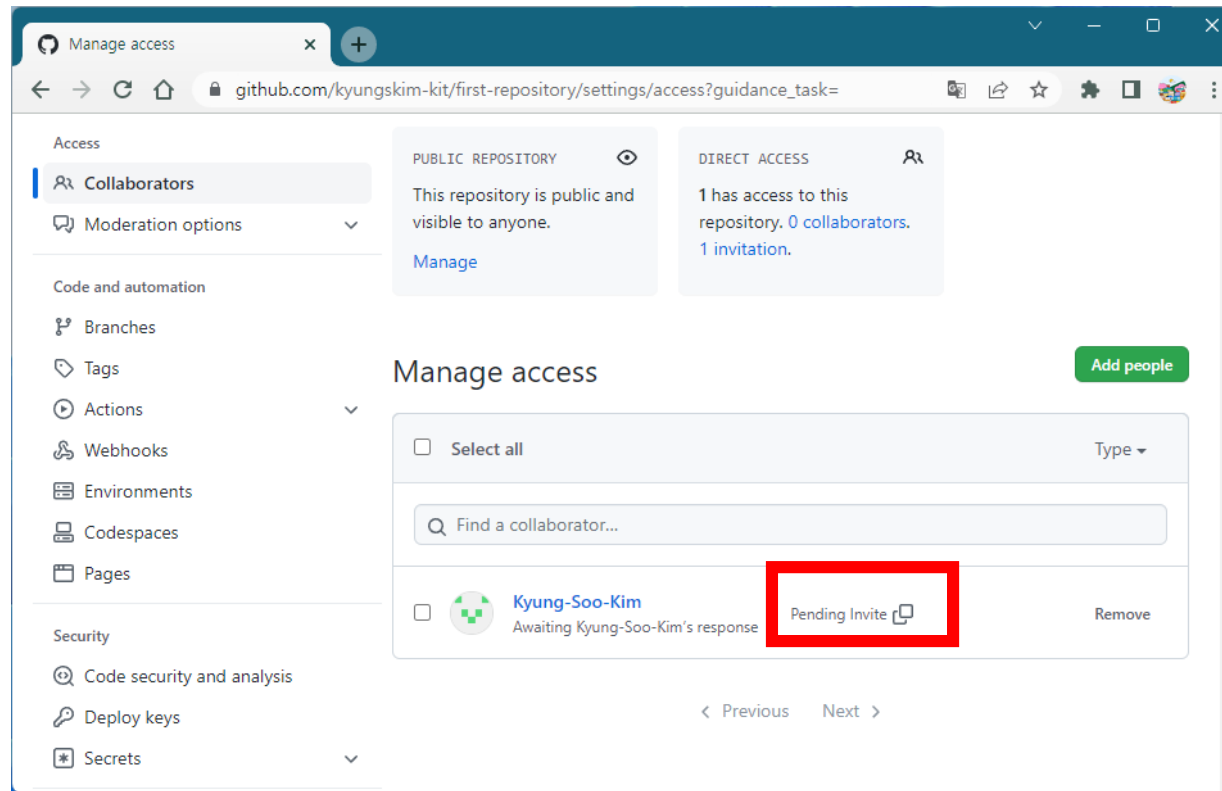 Manage access
github.com/kyungskim-kit/first-repository/settings/access?guidance_task=
Access
Collaborators
Moderation options
Code and automation
Branches
Tags
Actions
Webhooks
Environments
Codespaces
Pages
Security
Code security and analysis
Deploy keys
Secrets
PUBLIC REPOSITORY
This repository is public and
visible to anyone.
Manage
DIRECT ACCESS
1 has access to this
repository. 0 collaborators.
1 invitation.
Manage access
Add people
Select all
Type
Find a collaborator...
Kyung-Soo-Kim
Awaiting Kyung-Soo-Kim's response
Pending Invite
Remove
Previous
Next